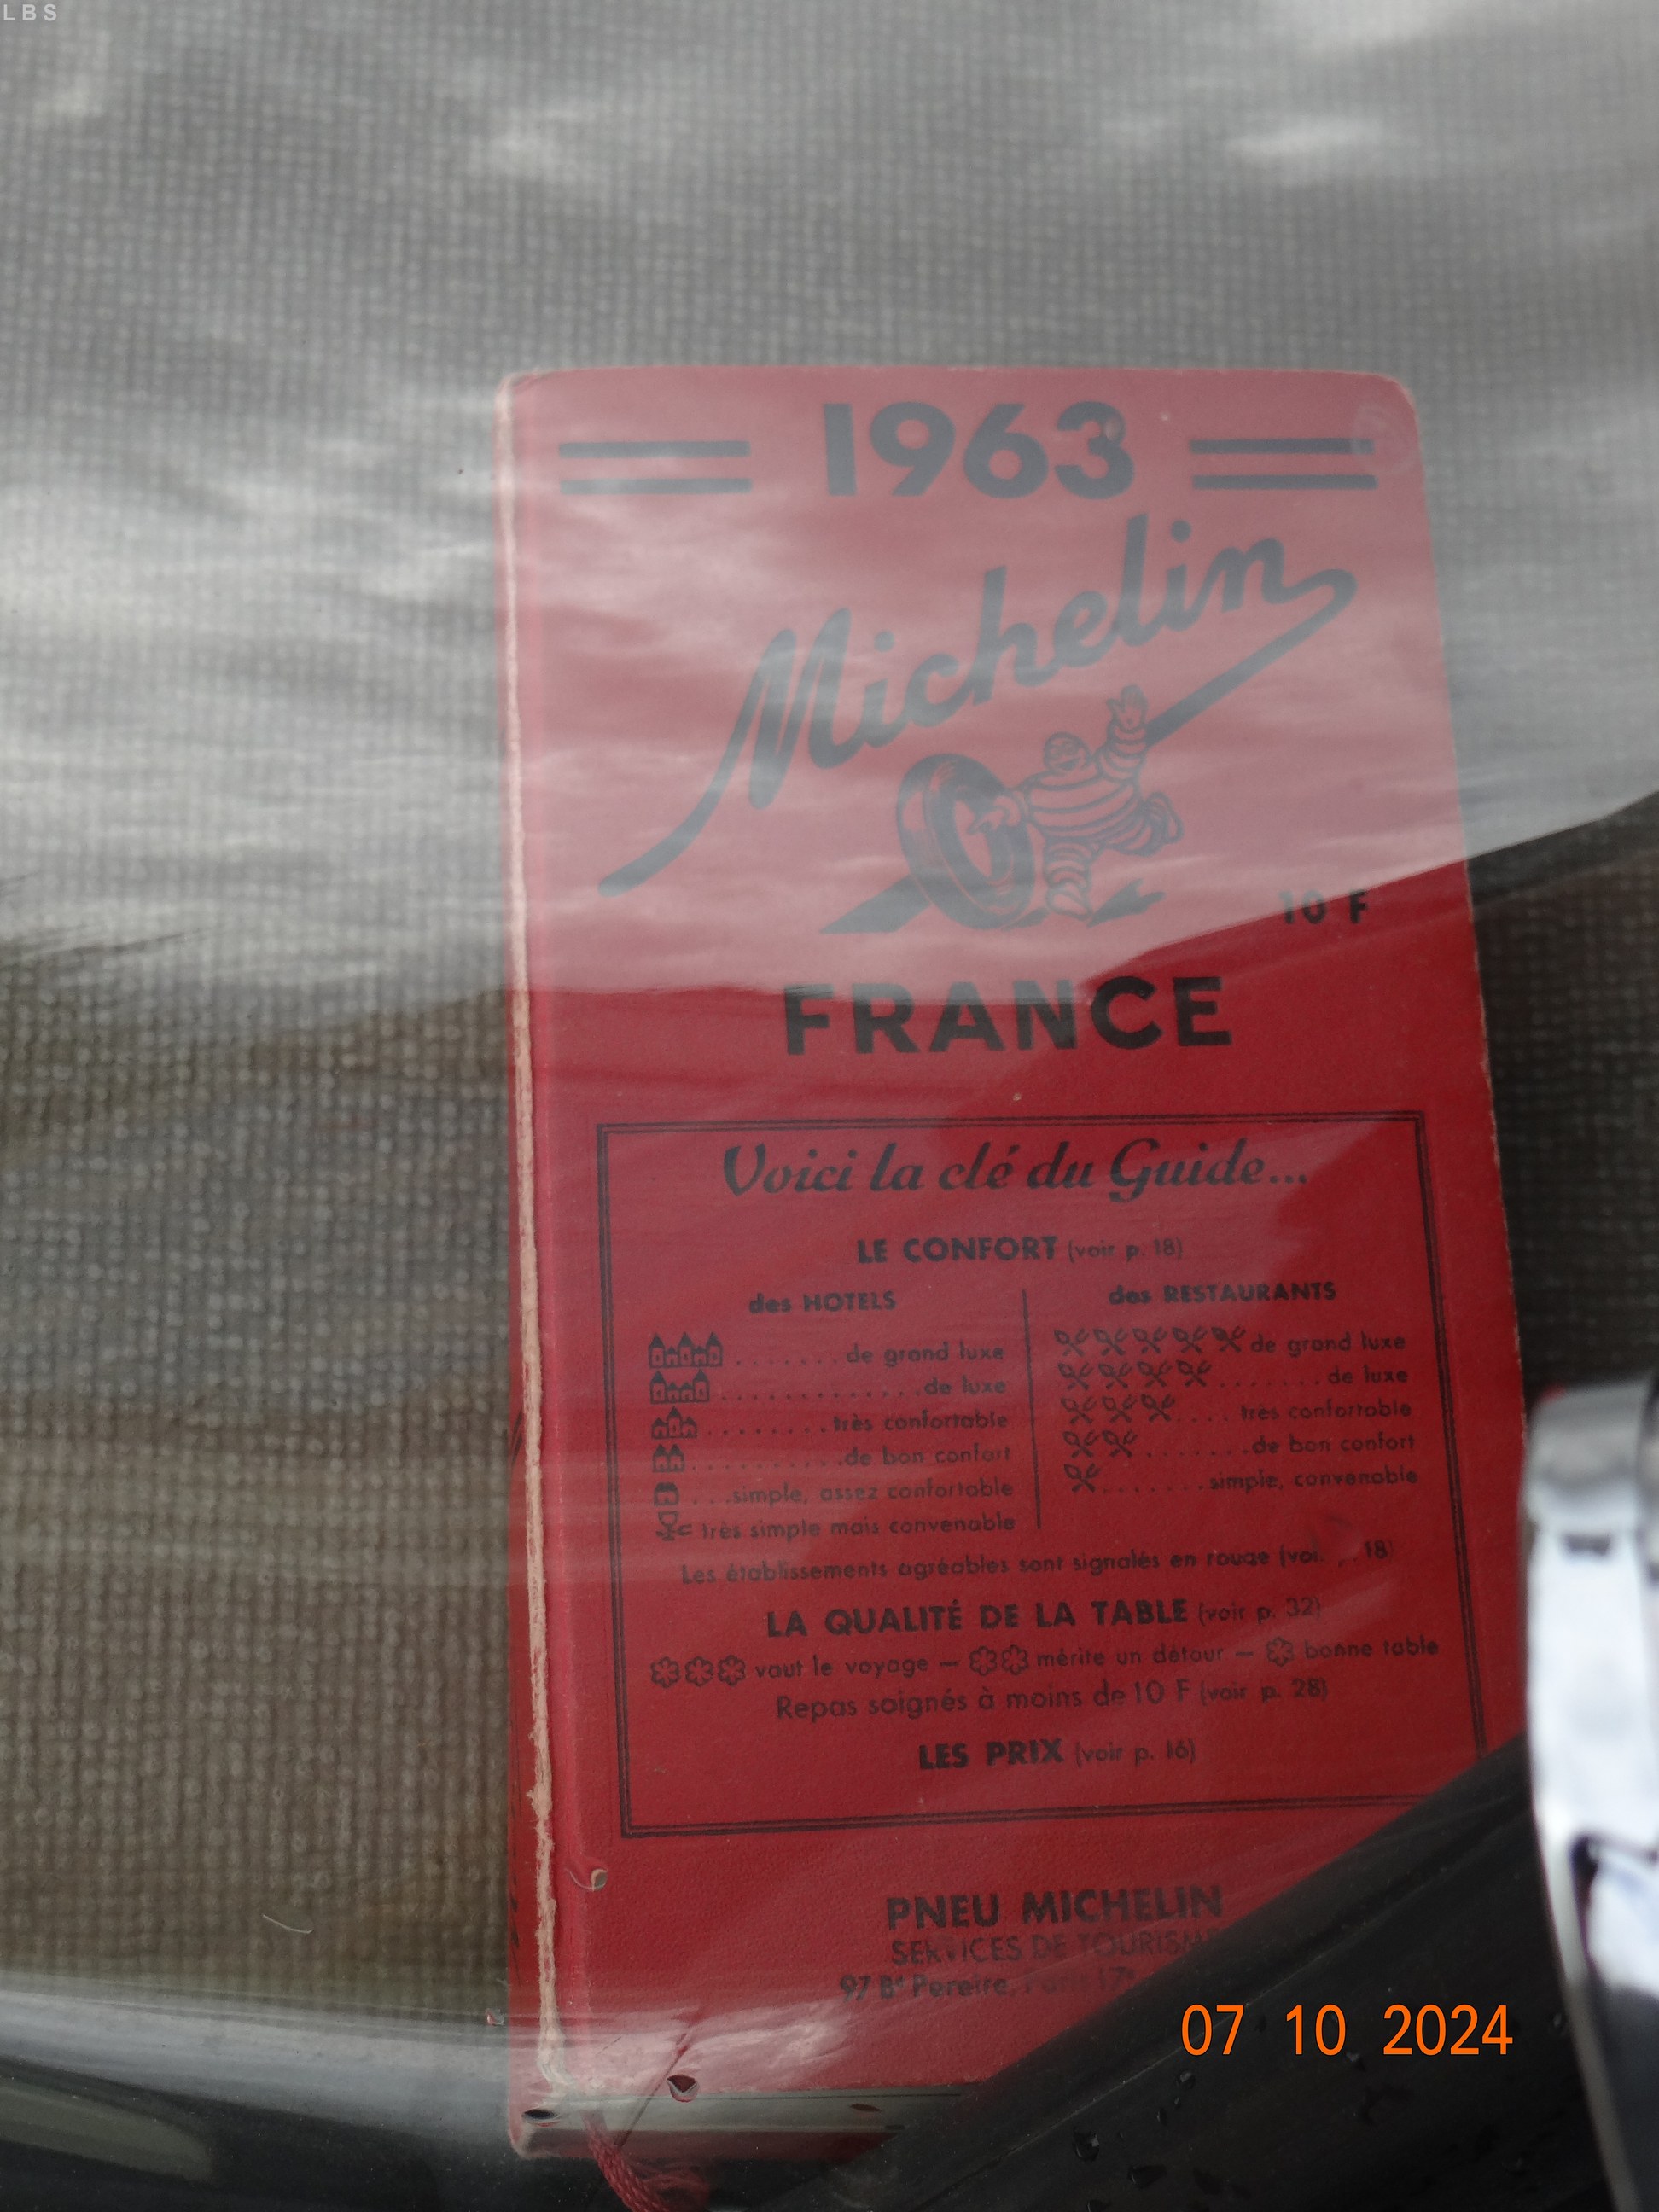 LBS
1963
Michelin
10 F
FRANCE
Voici la clé du Guide...
LE CONFORT (voir p. 18)
des HOTELS
.......de grand luxe
.............de luxe
........très confortable
..........de bon confort
...simple, assez confortable
très simple mais convenable
des RESTAURANTS
de grand luxe
.......de luxe
....très confortable
.......de bon confort
.......simple, convenable
Les établissements agréables sont signalés en rouge 18)
LA QUALITÉ DE LA TABLE (voir p. 32)
vaut le voyage — mérite un détour — bonne table
Repas soignés à moins de 10 F (voir p. 28)
LES PRIX (voir p. 16)
PNEU MICHELIN
SERVICES DE TOURISME
97 Bd Pereire, Paris 17e
07 10 2024